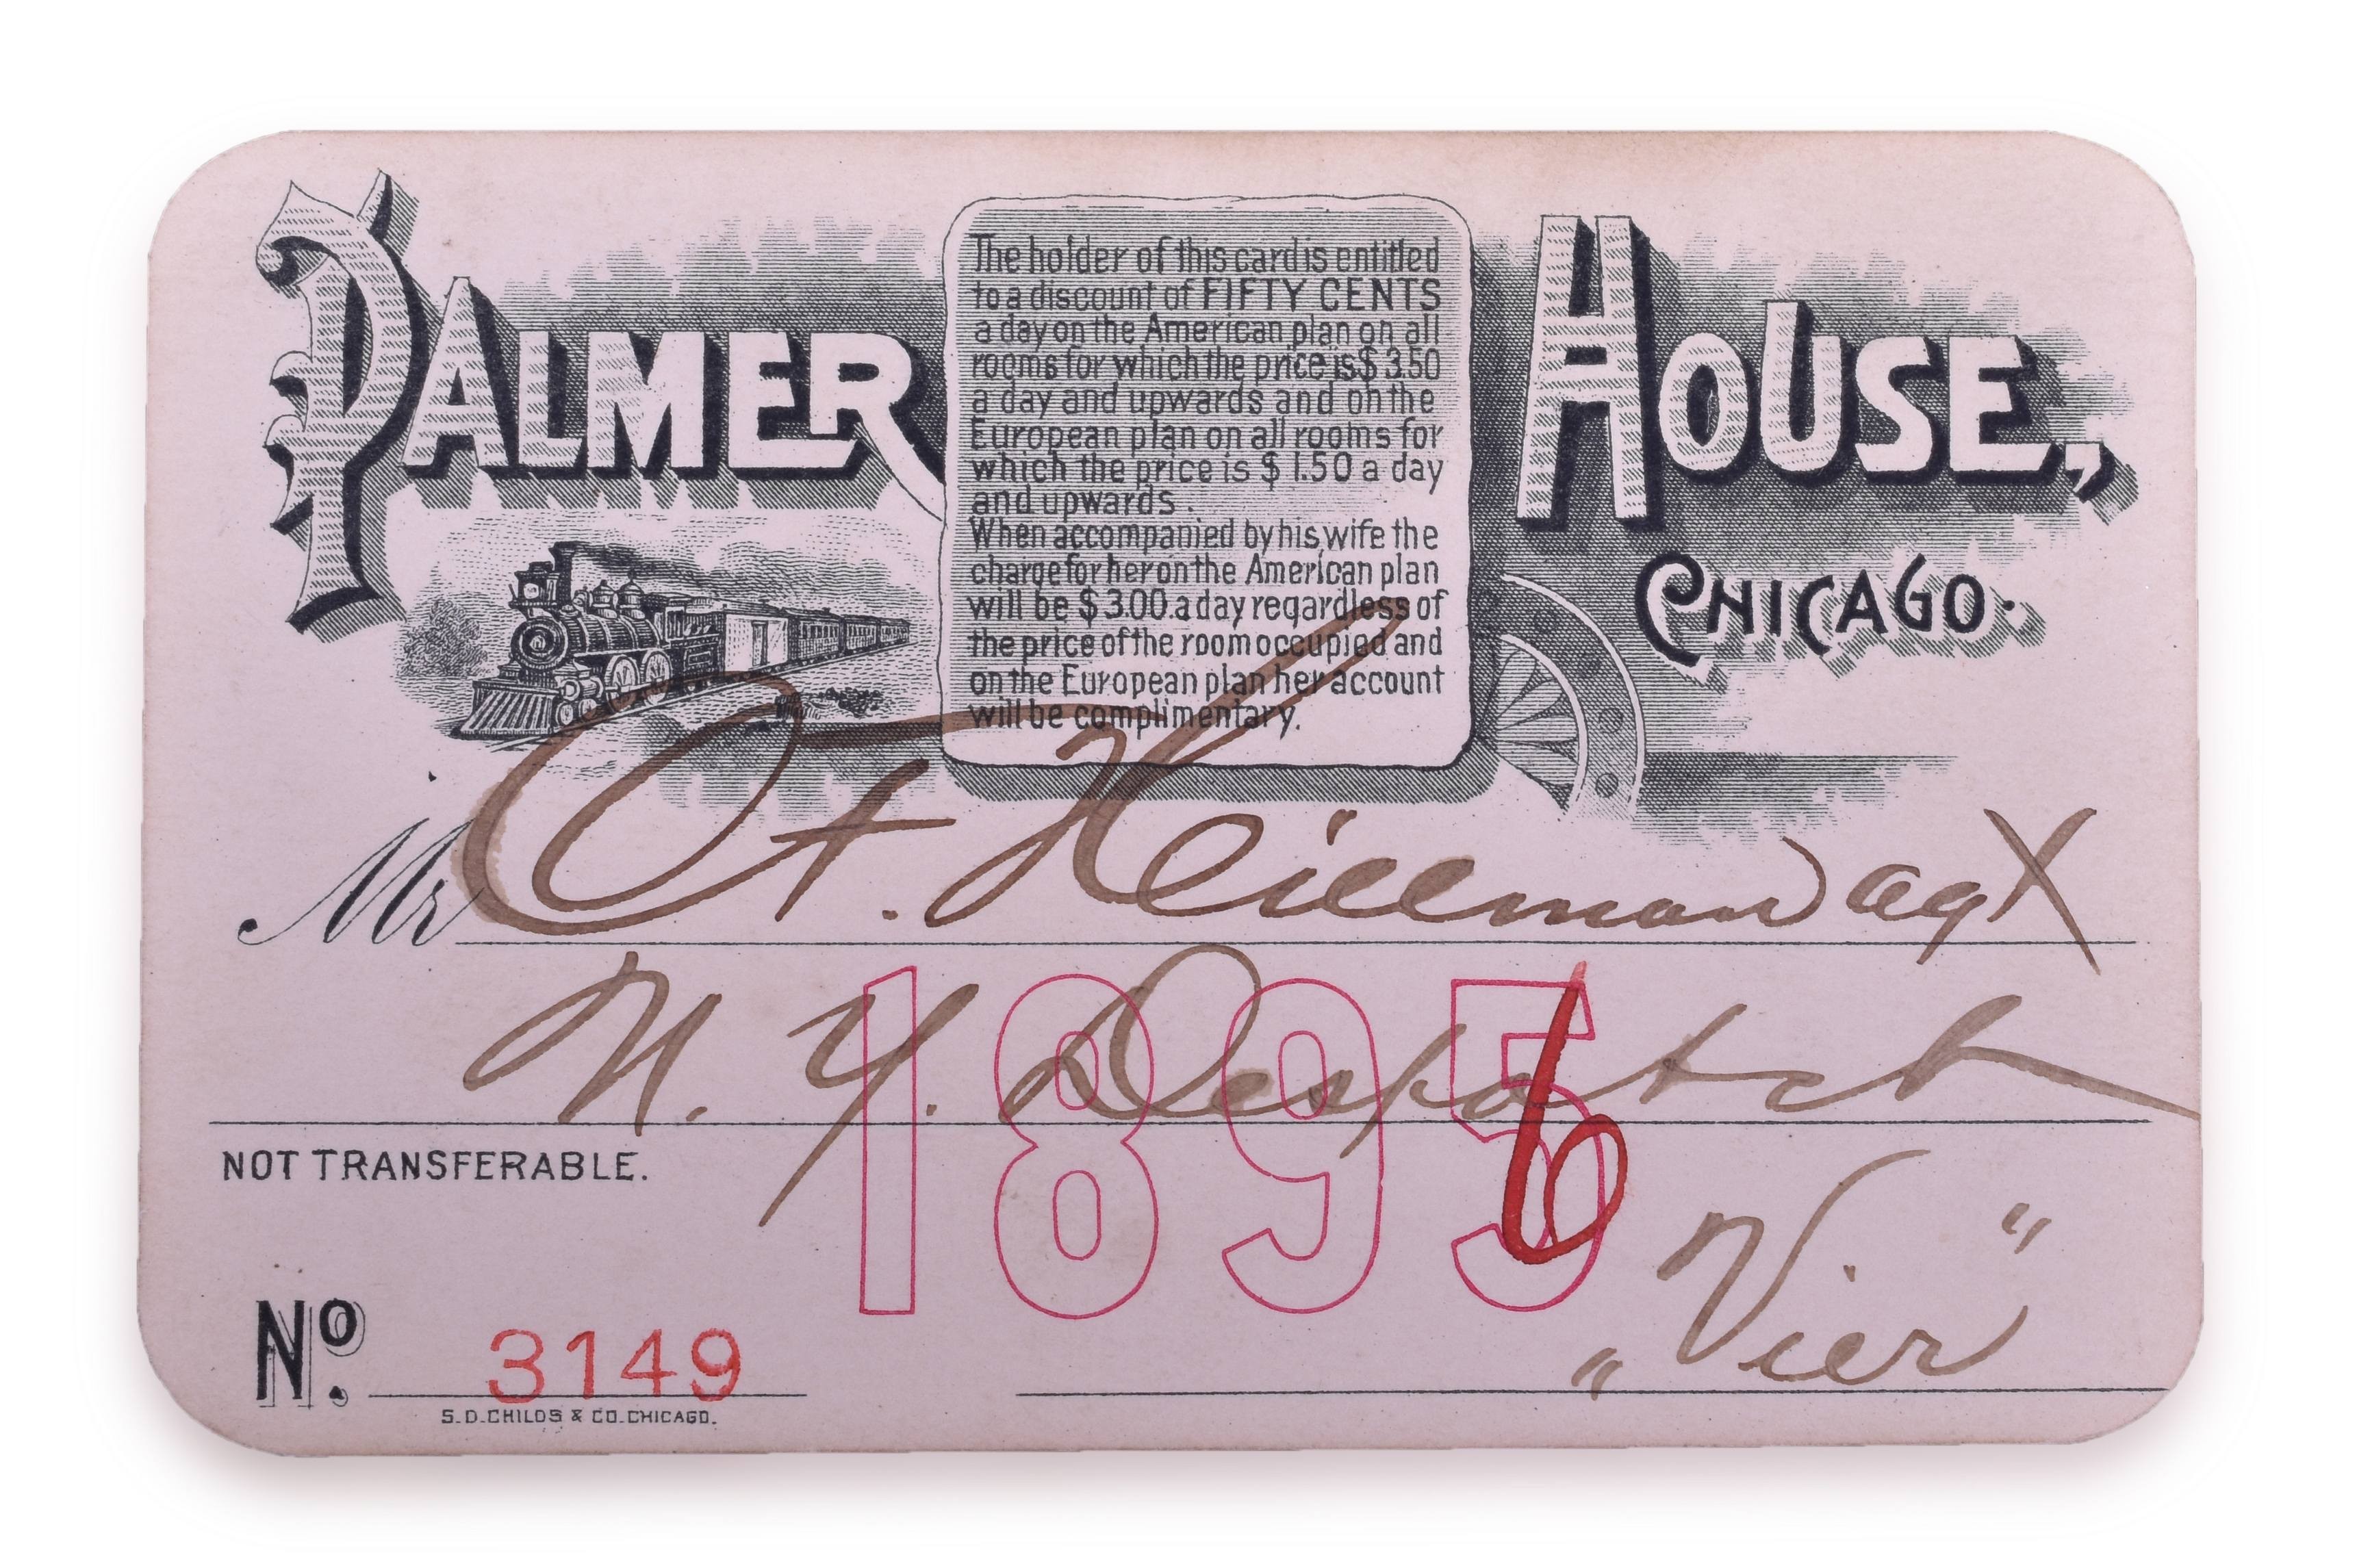 PALMER HOUSE,
CHICAGO.
The holder of this card is entitled
to a discount of FIFTY CENTS
a day on the American plan on all
rooms for which the price is $ 3.50
a day and upwards and on the
European plan on all rooms for
which the price is $ 1.50 a day
and upwards.
When accompanied by his wife the
charge for her on the American plan
will be $ 3.00. a day regardless of
the price of the room occupied and
on the European plan her account
will be complimentary.
Mr
N. Y. Despatch
1895
6
NOT TRANSFERABLE.
„Vier“
No. 3149
S.D. CHILDS & CO. CHICAGO.